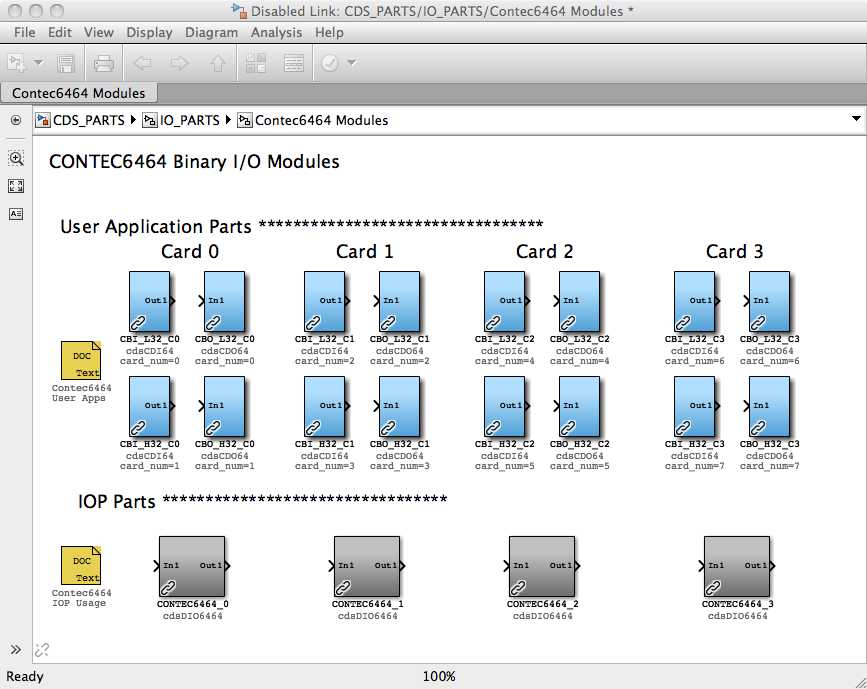 Disabled Link: CDS_PARTS/IO_PARTS/Contec6464 Modules *
File Edit View Display Diagram Analysis Help
Contec6464 Modules
CDS_PARTS IO_PARTS Contec6464 Modules
CONTEC6464 Binary I/O Modules
User Application Parts *********************************
Card 0 Card 1 Card 2 Card 3
Out1 In1 Out1 In1 Out1 In1 Out1 In1
CBI_L32_C0 CBO_L32_C0 CBI_L32_C1 CBO_L32_C1 CBI_L32_C2 CBO_L32_C2 CBI_L32_C3 CBO_L32_C3
cdsCDI64 cdsCDO64 cdsCDI64 cdsCDO64 cdsCDI64 cdsCDO64 cdsCDI64 cdsCDO64
card_num=0 card_num=0 card_num=2 card_num=2 card_num=4 card_num=4 card_num=6 card_num=6
DOC
Text
Contec6464
User Apps
Out1 In1 Out1 In1 Out1 In1 Out1 In1
CBI_H32_C0 CBO_H32_C0 CBI_H32_C1 CBO_H32_C1 CBI_H32_C2 CBO_H32_C2 CBI_H32_C3 CBO_H32_C3
cdsCDI64 cdsCDO64 cdsCDI64 cdsCDO64 cdsCDI64 cdsCDO64 cdsCDI64 cdsCDO64
card_num=1 card_num=1 card_num=3 card_num=3 card_num=5 card_num=5 card_num=7 card_num=7
IOP Parts *********************************
DOC
Text
Contec6464
IOP Usage
In1 Out1 In1 Out1 In1 Out1 In1 Out1
CONTEC6464_0 CONTEC6464_1 CONTEC6464_2 CONTEC6464_3
cdsDIO6464 cdsDIO6464 cdsDIO6464 cdsDIO6464
Ready 100%